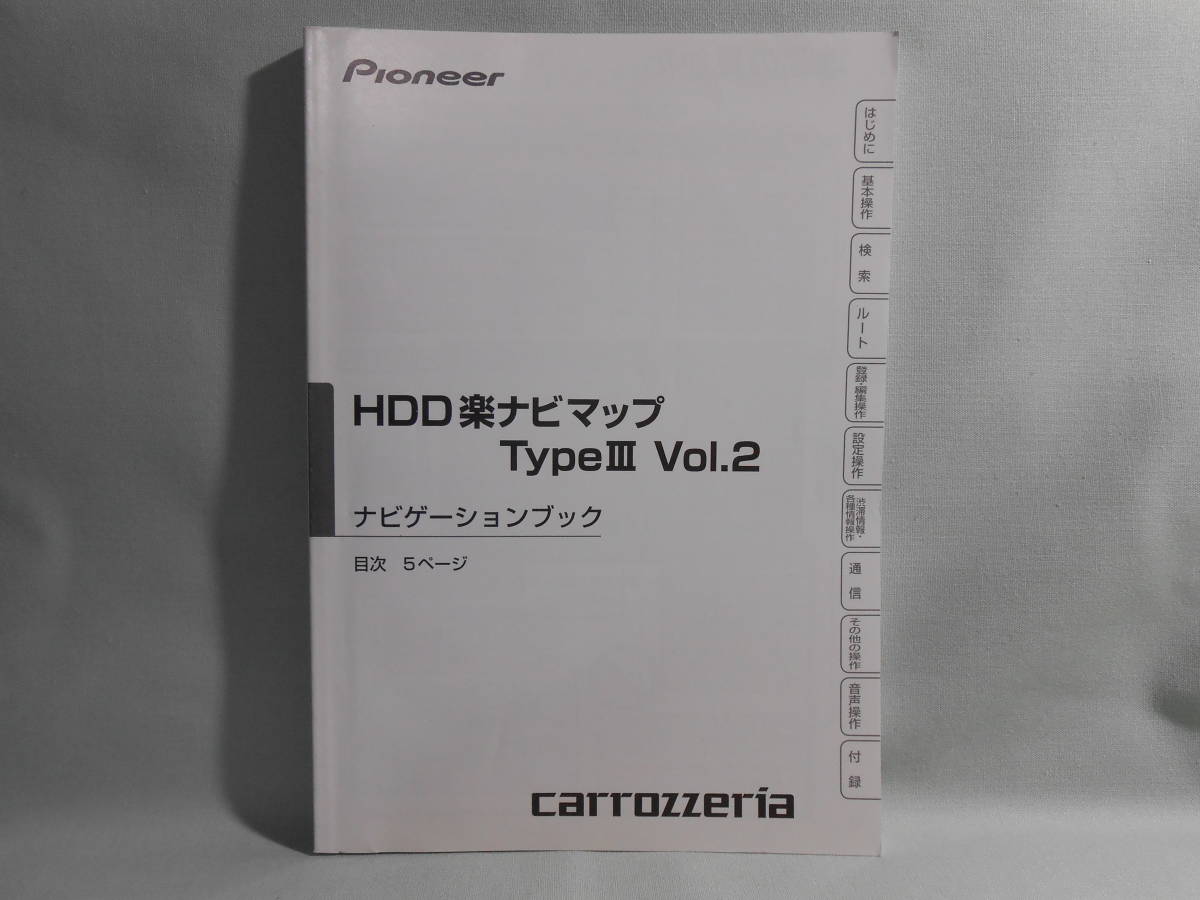 Pioneer
HDD楽ナビマップ
TypeⅢ Vol.2
ナビゲーションブック
目次 5ページ
carrozzeria
はじめに
基本操作
検索
ルート
登録・編集操作
設定操作
渋滞情報・
各種情報操作
通信
その他の操作
音声操作
付録